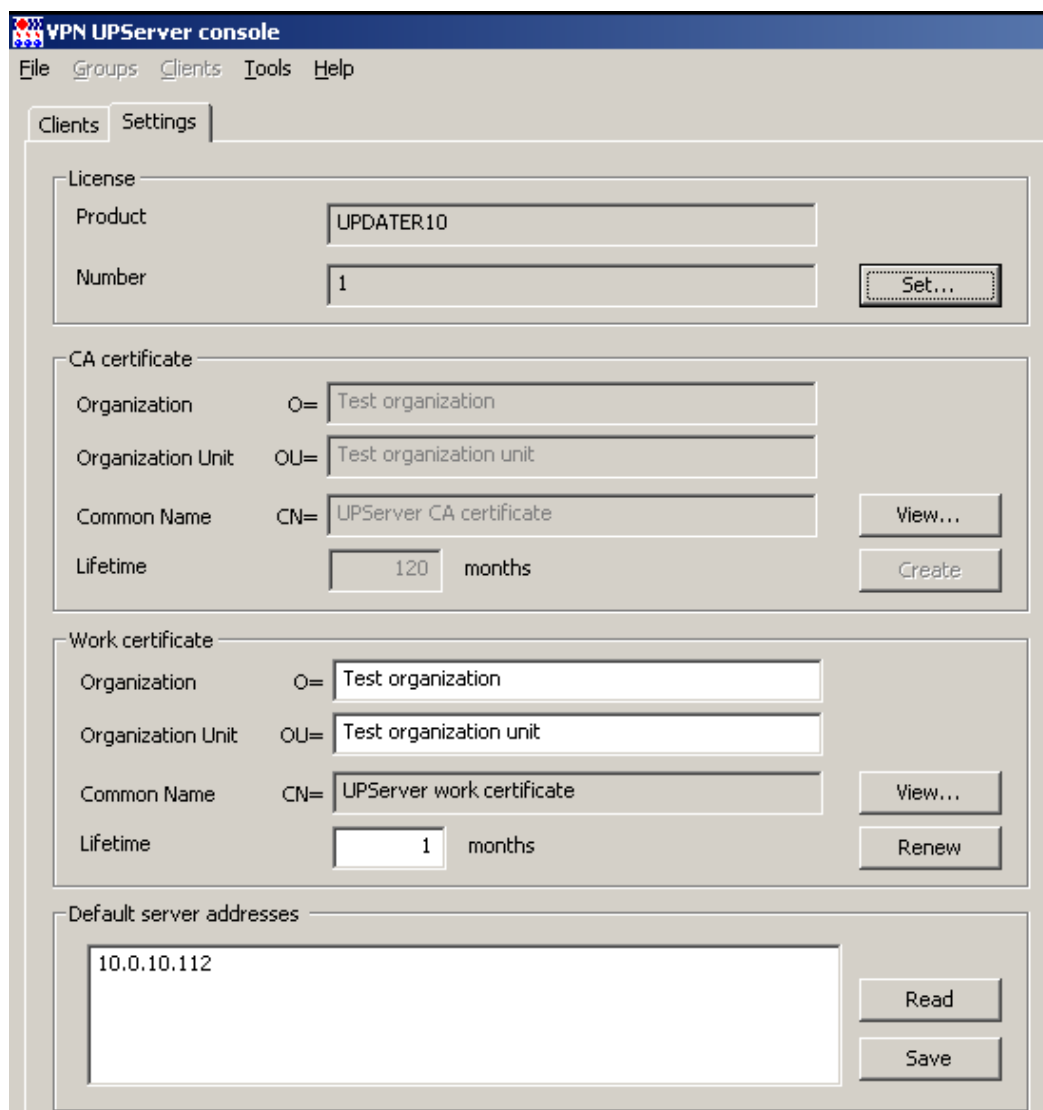 VPN UPServer console
File Groups Clients Tools Help
Clients Settings
License
Product UPDATER10
Number 1 Set...
CA certificate
Organization O= Test organization
Organization Unit OU= Test organization unit
Common Name CN= UPServer CA certificate View...
Lifetime 120 months Create
Work certificate
Organization O= Test organization
Organization Unit OU= Test organization unit
Common Name CN= UPServer work certificate View...
Lifetime 1 months Renew
Default server addresses
10.0.10.112
Read
Save